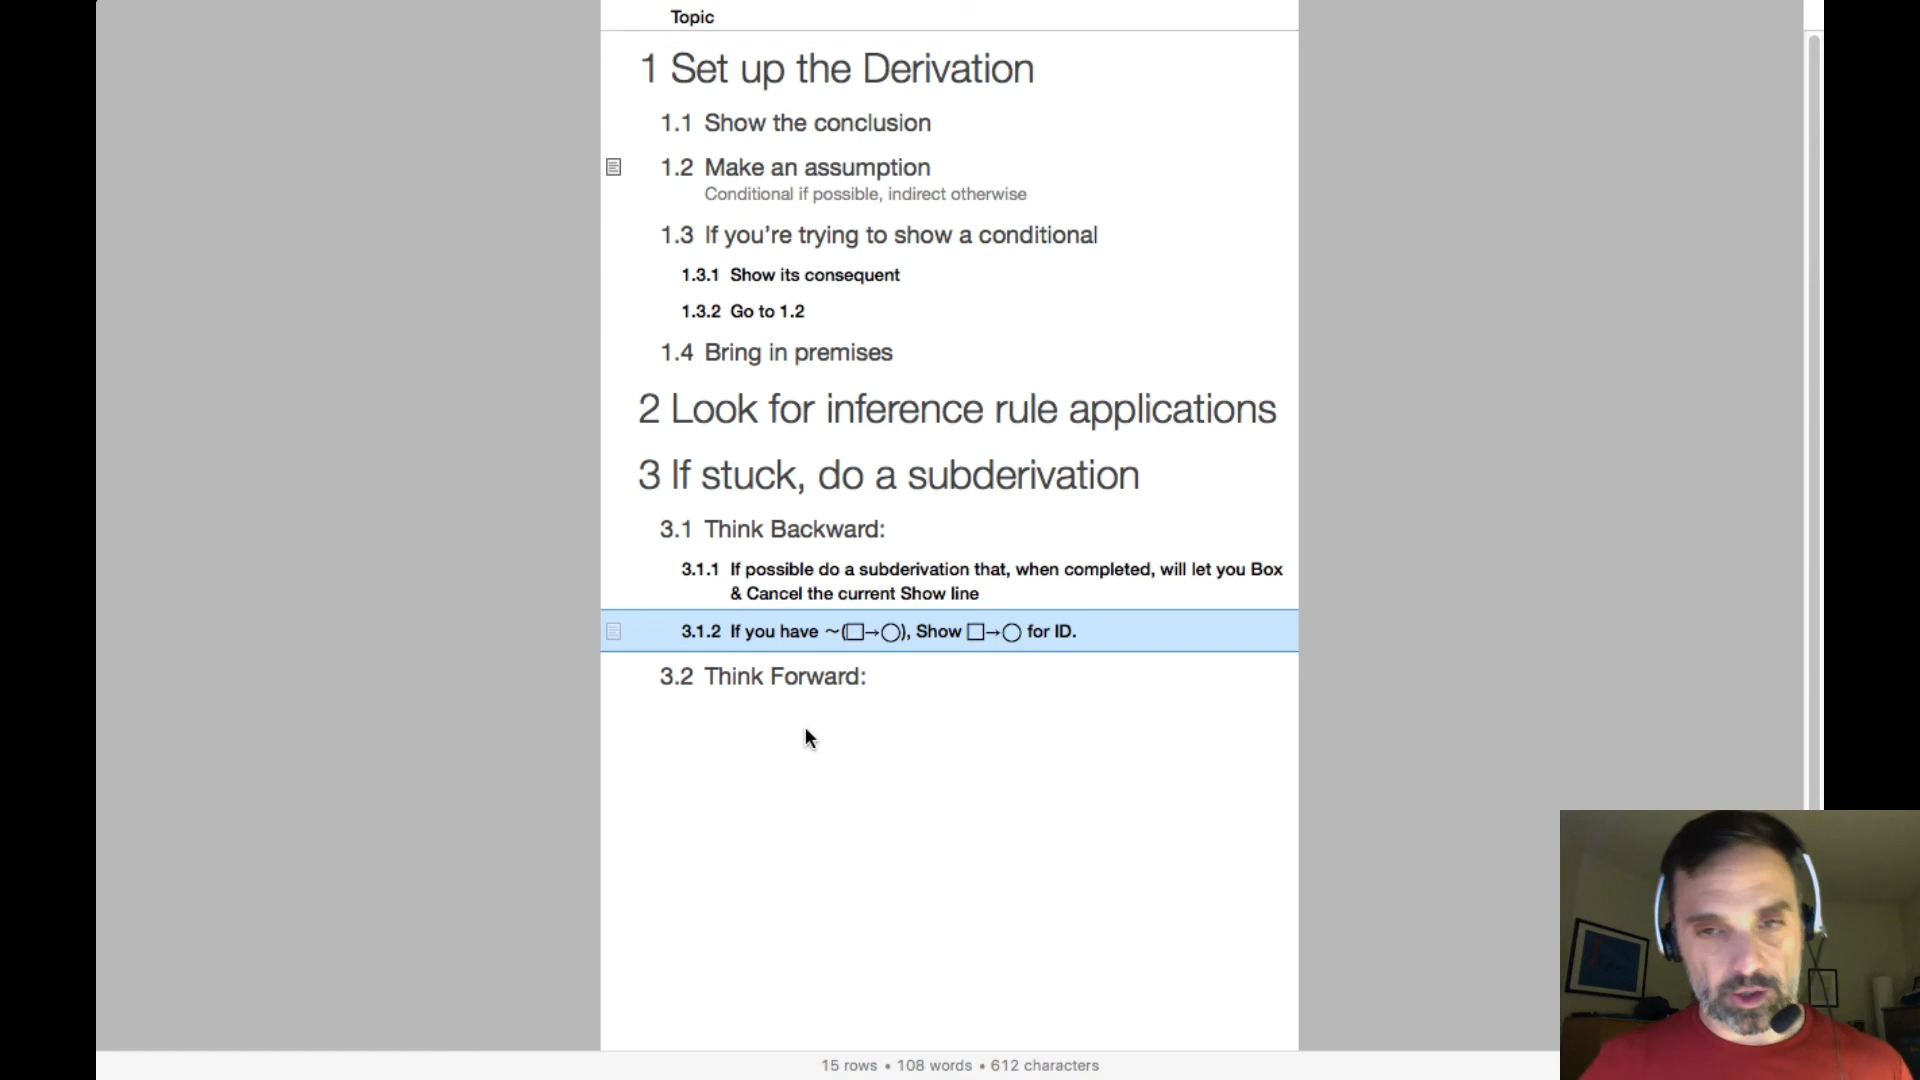 Topic
1 Set up the Derivation
1.1 Show the conclusion
1.2 Make an assumption
Conditional if possible, indirect otherwise
1.3 If you’re trying to show a conditional
1.3.1 Show its consequent
1.3.2 Go to 1.2
1.4 Bring in premises
2 Look for inference rule applications
3 If stuck, do a subderivation
3.1 Think Backward:
3.1.1 If possible do a subderivation that, when completed, will let you Box
& Cancel the current Show line
3.1.2 If you have ~(□→○), Show □→○ for ID.
3.2 Think Forward:
15 rows • 108 words • 612 characters